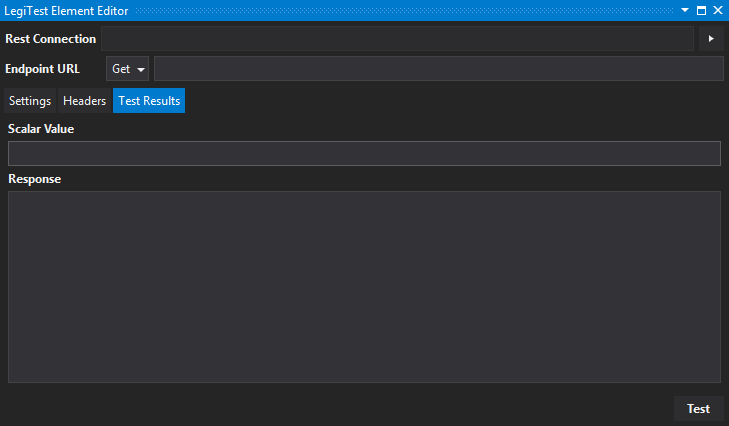 LegiTest Element Editor
Rest Connection
Endpoint URL Get
Settings Headers Test Results
Scalar Value
Response
Test